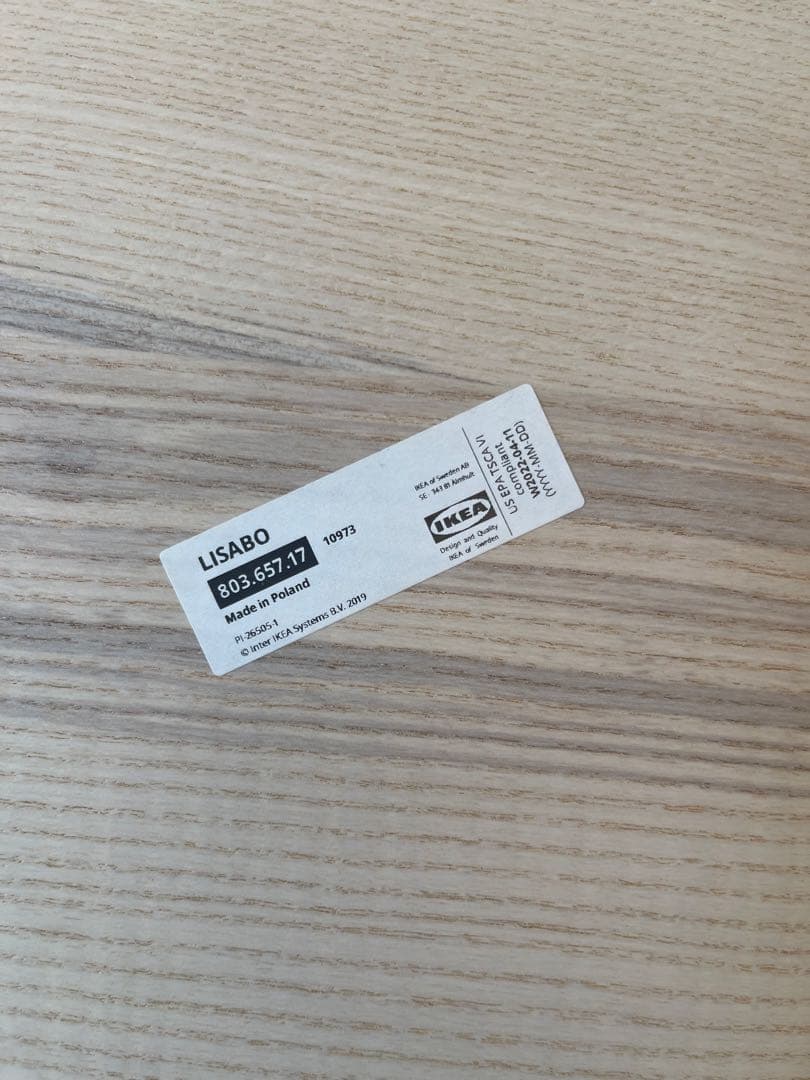 LISABO
803.657.17 10973
Made in Poland
PI-26505-1
© Inter IKEA Systems B.V. 2019
IKEA of Sweden AB
SE- 343 81 Älmhult
IKEA
Design and Quality
IKEA of Sweden
US EPA TSCA VI
compliant
W2022-04-11
(YYYY-MM-DD)